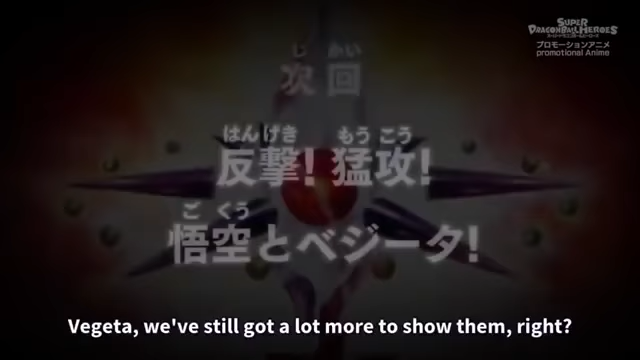 SUPER
DRAGONBALL HEROES
プロモーションアニメ
promotional Anime
じ かい
次回
はんげき もうこう
反撃!猛攻!
ごくう
悟空とベジータ!
Vegeta, we've still got a lot more to show them, right?